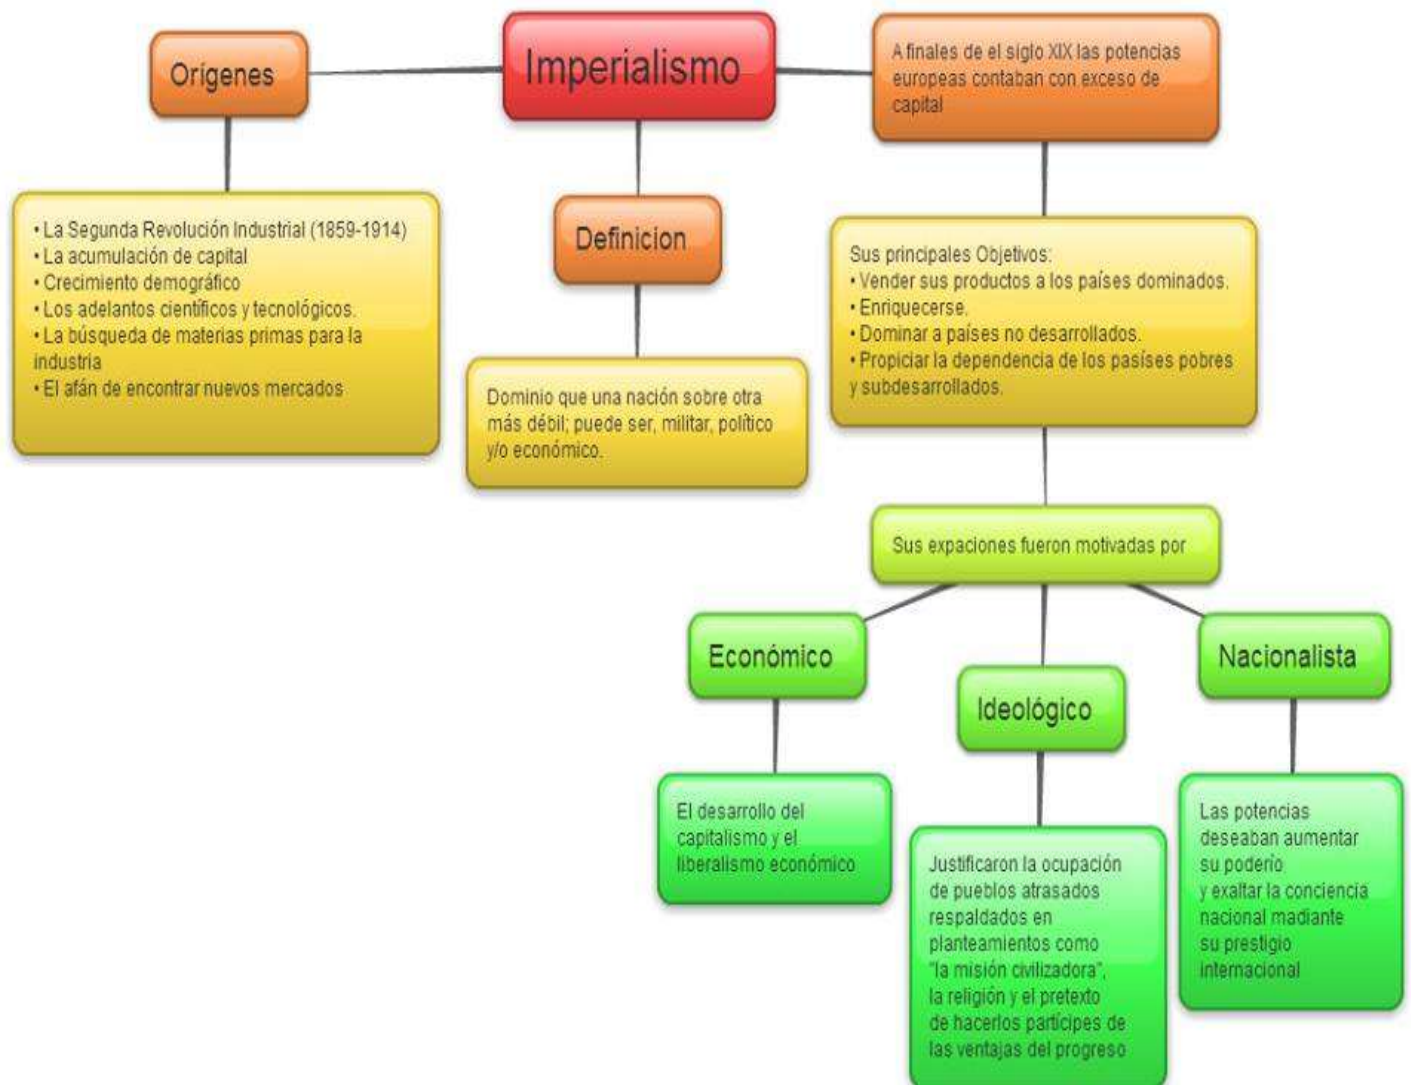 Imperialismo
Orígenes
• La Segunda Revolución Industrial (1859-1914)
• La acumulación de capital
• Crecimiento demográfico
• Los adelantos científicos y tecnológicos.
• La búsqueda de materias primas para la
industria
• El afán de encontrar nuevos mercados
Definicion
Dominio que una nación sobre otra
más débil; puede ser, militar, político
y/o económico.
A finales de el siglo XIX las potencias
europeas contaban con exceso de
capital
Sus principales Objetivos:
• Vender sus productos a los países dominados.
• Enriquecerse.
• Dominar a países no desarrollados.
• Propiciar la dependencia de los pasíses pobres
y subdesarrollados.
Sus expaciones fueron motivadas por
Económico
El desarrollo del
capitalismo y el
liberalismo económico
Ideológico
Justificaron la ocupación
de pueblos atrasados
respaldados en
planteamientos como
"la misión civilizadora",
la religión y el pretexto
de hacerlos partícipes de
las ventajas del progreso
Nacionalista
Las potencias
deseaban aumentar
su poderío
y exaltar la conciencia
nacional madiante
su prestigio
internacional